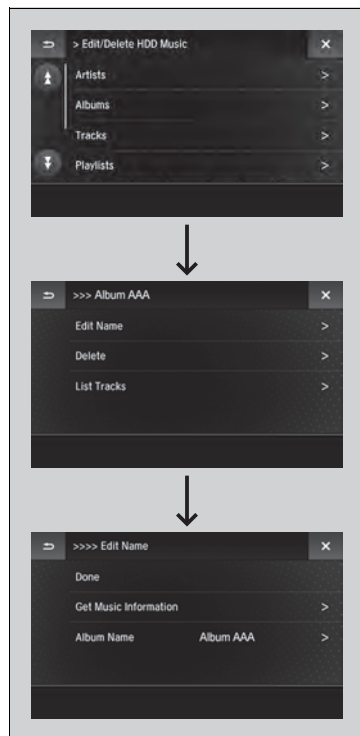 > Edit/Delete HDD Music
Artists >
Albums >
Tracks >
Playlists >
>>> Album AAA
Edit Name >
Delete >
List Tracks >
>>>> Edit Name
Done
Get Music Information >
Album Name Album AAA >